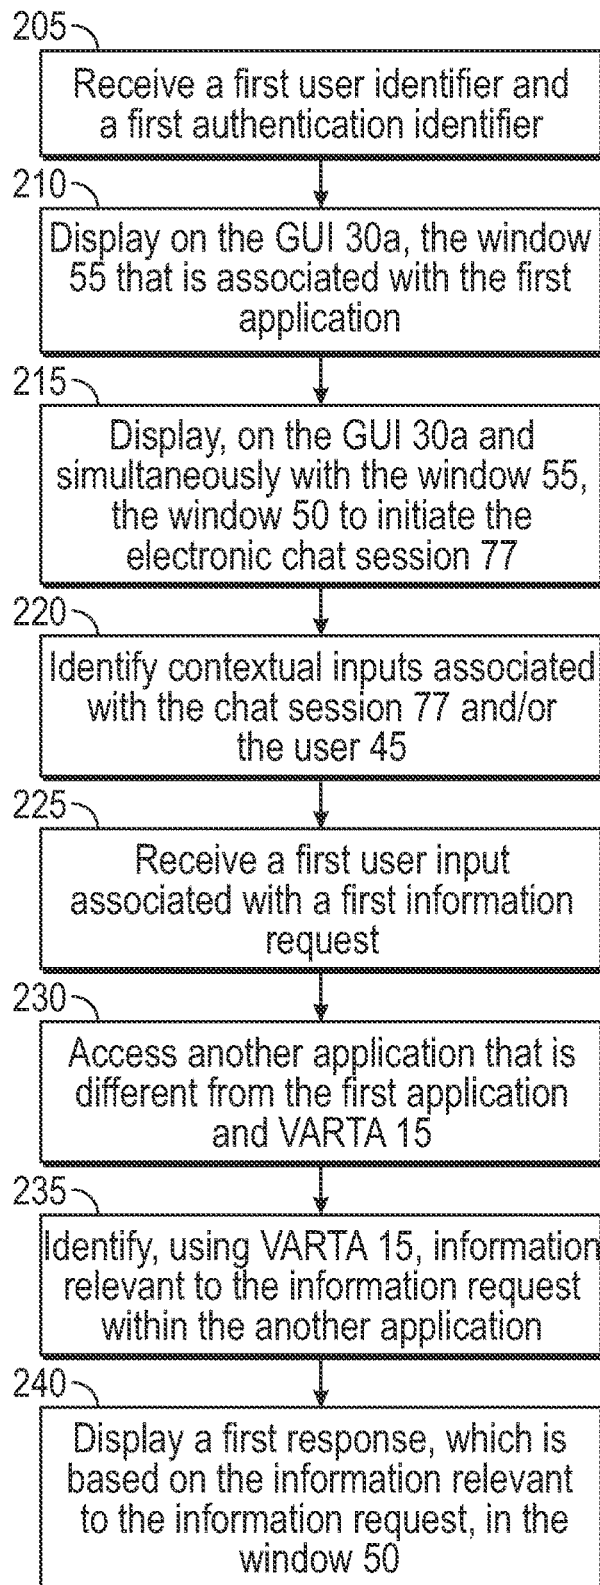 205
Receive a first user identifier and
a first authentication identifier
210
Display on the GUI 30a, the window
55 that is associated with the first
application
215
Display, on the GUI 30a and
simultaneously with the window 55,
the window 50 to initiate the
electronic chat session 77
220
Identify contextual inputs associated
with the chat session 77 and/or
the user 45
225
Receive a first user input
associated with a first information
request
230
Access another application that is
different from the first application
and VARTA 15
235
Identify, using VARTA 15, information
relevant to the information request
within the another application
240
Display a first response, which is
based on the information relevant
to the information request, in the
window 50